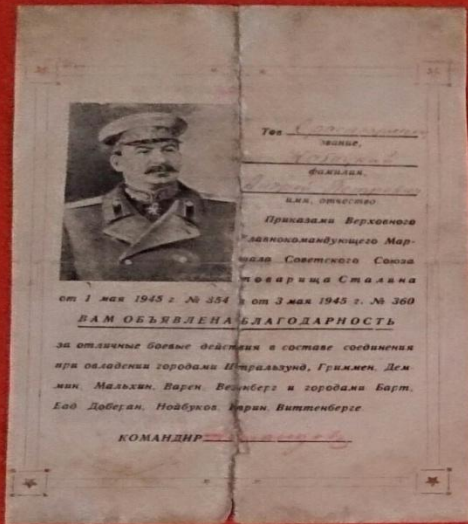 Тов
звание,
фамилия,
имя, отчество
Приказами Верховного
Главнокомандующего Мар-
шала Советского Союза
товарища Сталина
от 1 мая 1945 г. № 354 и от 3 мая 1945 г. № 360
ВАМ ОБЪЯВЛЕНА БЛАГОДАРНОСТЬ
за отличные боевые действия в составе соединения
при овладении городами Штральзунд, Гриммен, Дем-
мин, Мальхин, Варен, Везенберг и городами Барт,
Бад Доберан, Нойбуков, Варин, Виттенберге.
КОМАНДИР